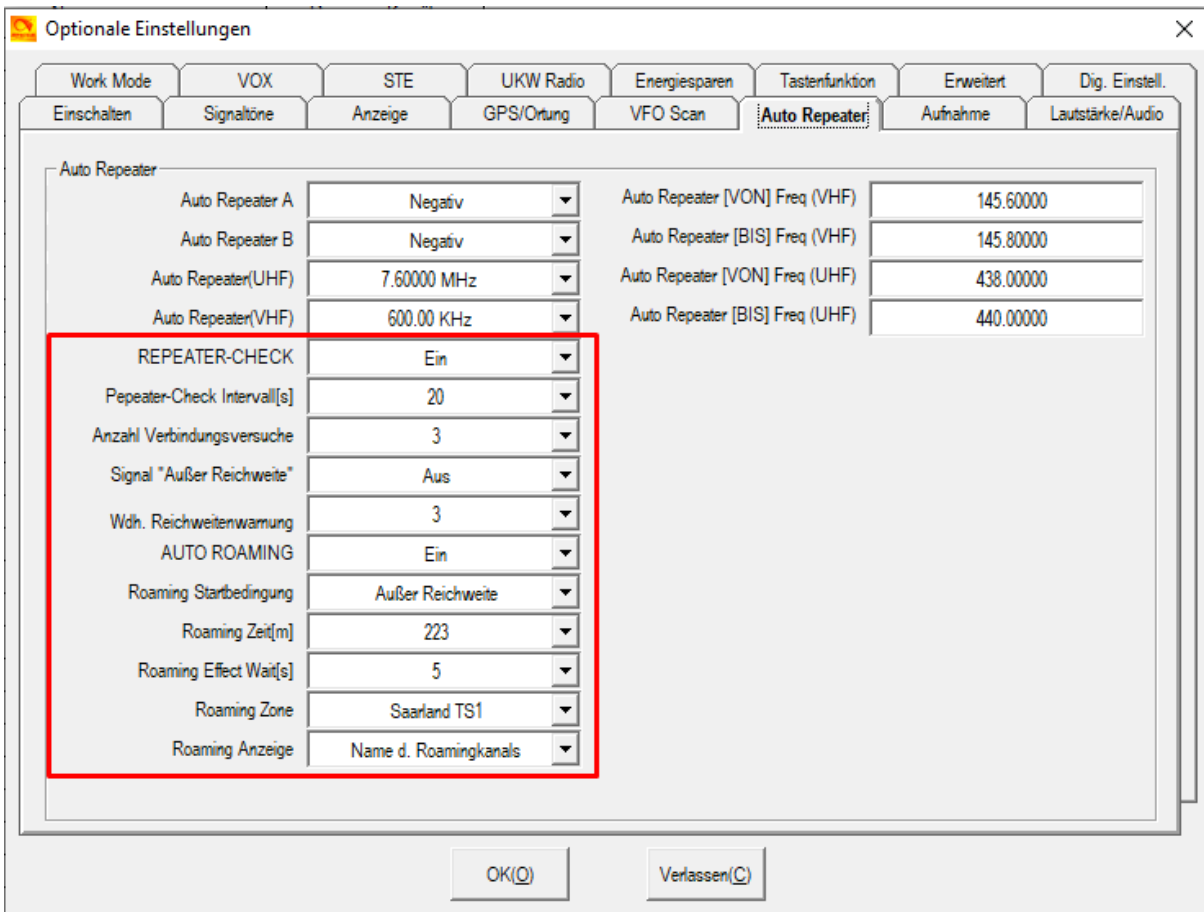 Optionale Einstellungen
Work Mode VOX STE UKW Radio Energiesparen Tastenfunktion Erweitert Dig. Einstell.
Einschalten Signaltöne Anzeige GPS/Ortung VFO Scan Auto Repeater Aufnahme Lautstärke/Audio
Auto Repeater
Auto Repeater A Negativ Auto Repeater [VON] Freq (VHF) 145.60000
Auto Repeater B Negativ Auto Repeater [BIS] Freq (VHF) 145.80000
Auto Repeater(UHF) 7.60000 MHz Auto Repeater [VON] Freq (UHF) 438.00000
Auto Repeater(VHF) 600.00 KHz Auto Repeater [BIS] Freq (UHF) 440.00000
REPEATER-CHECK Ein
Pepeater-Check Intervall[s] 20
Anzahl Verbindungsversuche 3
Signal "Außer Reichweite" Aus
Wdh. Reichweitenwarnung 3
AUTO ROAMING Ein
Roaming Startbedingung Außer Reichweite
Roaming Zeit[m] 223
Roaming Effect Wait[s] 5
Roaming Zone Saarland TS1
Roaming Anzeige Name d. Roamingkanals
OK(O) Verlassen(C)